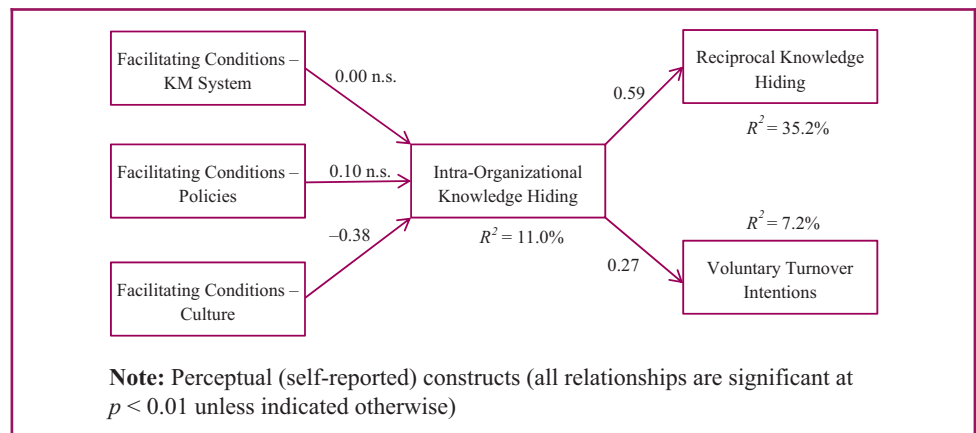 Facilitating Conditions –
KM System
0.00 n.s.
Facilitating Conditions –
Policies
0.10 n.s.
Facilitating Conditions –
Culture
–0.38
Intra-Organizational
Knowledge Hiding
R² = 11.0%
0.59
Reciprocal Knowledge
Hiding
R² = 35.2%
0.27
R² = 7.2%
Voluntary Turnover
Intentions
Note: Perceptual (self-reported) constructs (all relationships are significant at
p < 0.01 unless indicated otherwise)